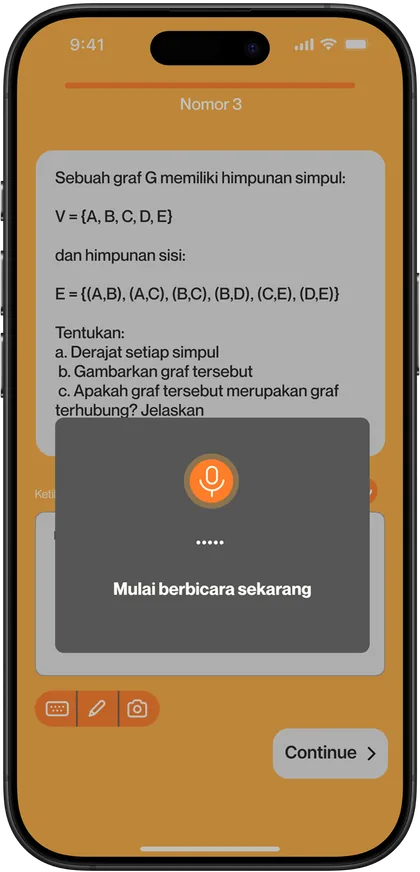 9:41
Nomor 3
Sebuah graf G memiliki himpunan simpul:
V = {A, B, C, D, E}
dan himpunan sisi:
E = {(A,B), (A,C), (B,C), (B,D), (C,E), (D,E)}
Tentukan:
a. Derajat setiap simpul
b. Gambarkan graf tersebut
c. Apakah graf tersebut merupakan graf
terhubung? Jelaskan
.....
Mulai berbicara sekarang
Continue